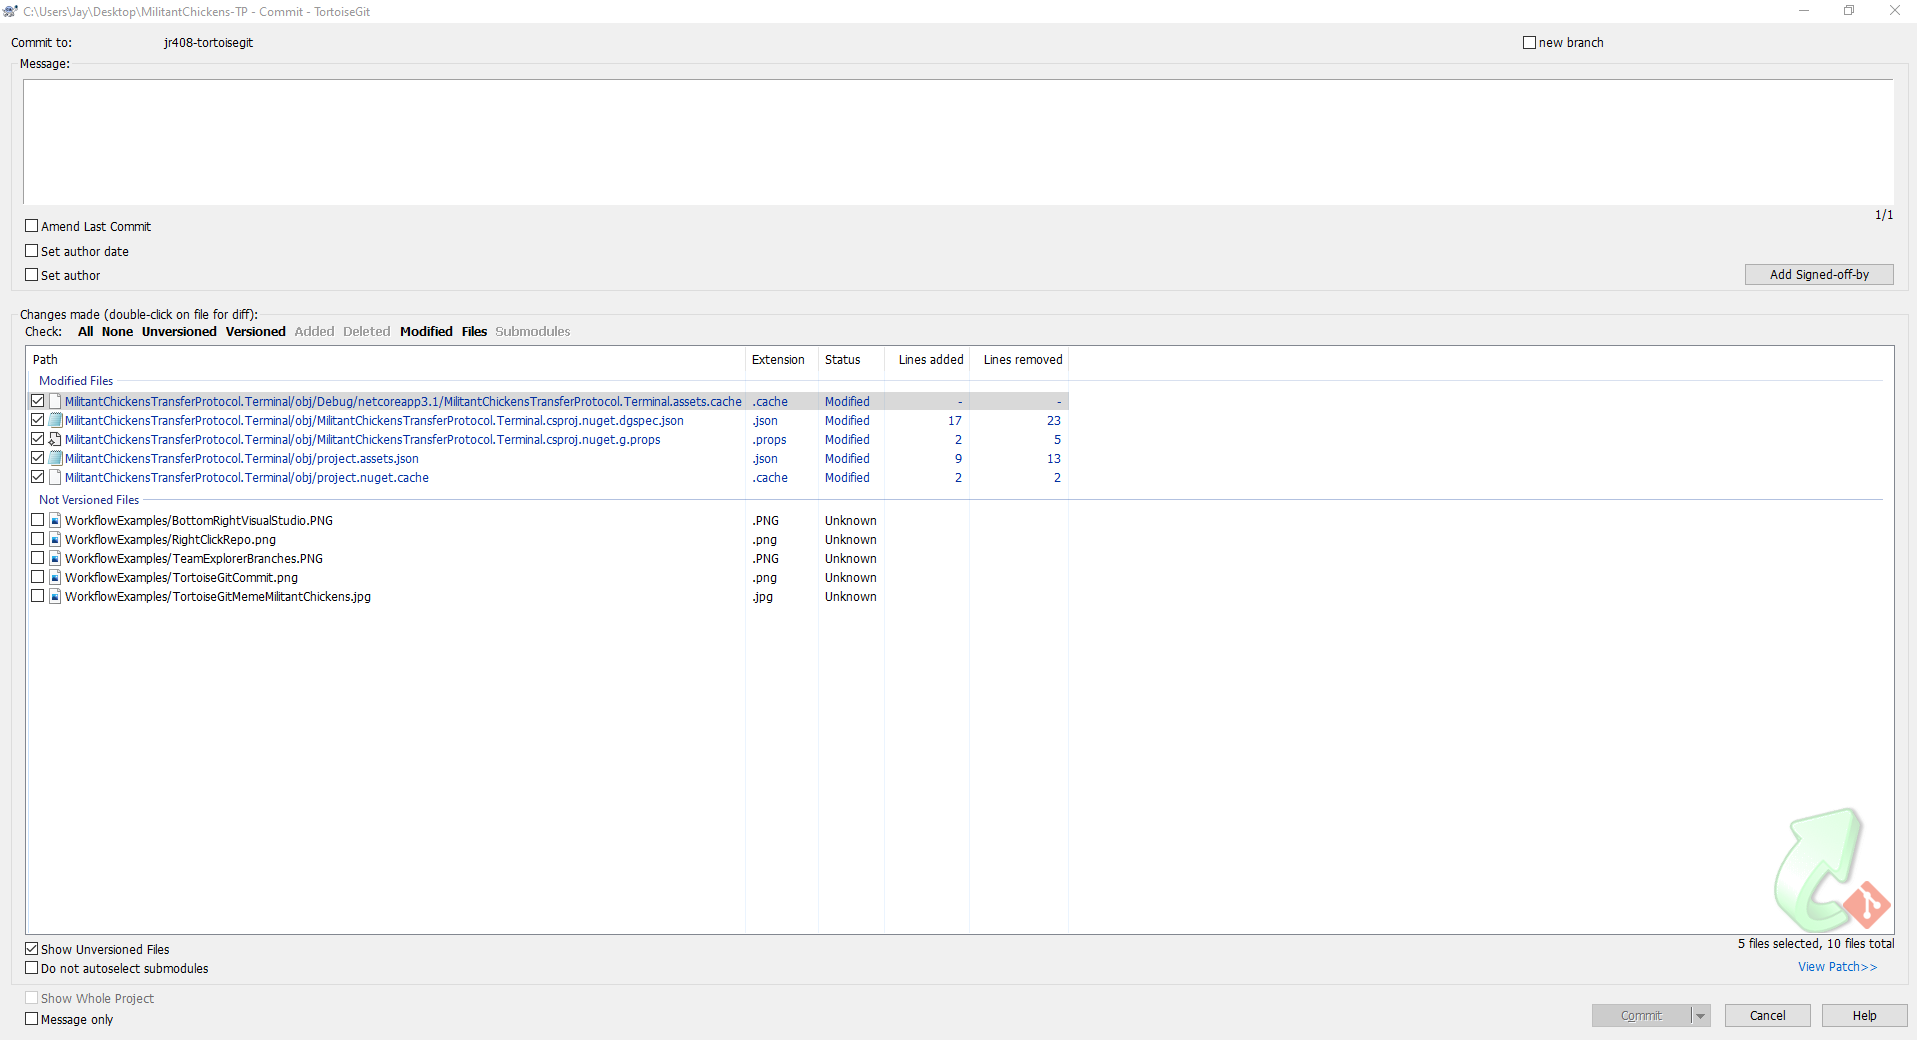 C:\Users\Jay\Desktop\MilitantChickens-TP - Commit - TortoiseGit
Commit to: jr408-tortoisegit new branch
Message:
1/1
Amend Last Commit
Set author date
Set author
Add Signed-off-by
Changes made (double-click on file for diff):
Check: All None Unversioned Versioned Added Deleted Modified Files Submodules
Path Extension Status Lines added Lines removed
Modified Files
MilitantChickensTransferProtocol.Terminal/obj/Debug/netcoreapp3.1/MilitantChickensTransferProtocol.Terminal.assets.cache .cache Modified - -
MilitantChickensTransferProtocol.Terminal/obj/MilitantChickensTransferProtocol.Terminal.csproj.nuget.dgspec.json .json Modified 17 23
MilitantChickensTransferProtocol.Terminal/obj/MilitantChickensTransferProtocol.Terminal.csproj.nuget.g.props .props Modified 2 5
MilitantChickensTransferProtocol.Terminal/obj/project.assets.json .json Modified 9 13
MilitantChickensTransferProtocol.Terminal/obj/project.nuget.cache .cache Modified 2 2
Not Versioned Files
WorkflowExamples/BottomRightVisualStudio.PNG .PNG Unknown
WorkflowExamples/RightClickRepo.png .png Unknown
WorkflowExamples/TeamExplorerBranches.PNG .PNG Unknown
WorkflowExamples/TortoiseGitCommit.png .png Unknown
WorkflowExamples/TortoiseGitMemeMilitantChickens.jpg .jpg Unknown
Show Unversioned Files
5 files selected, 10 files total
Do not autoselect submodules
View Patch>>
Show Whole Project
Message only
Commit Cancel Help